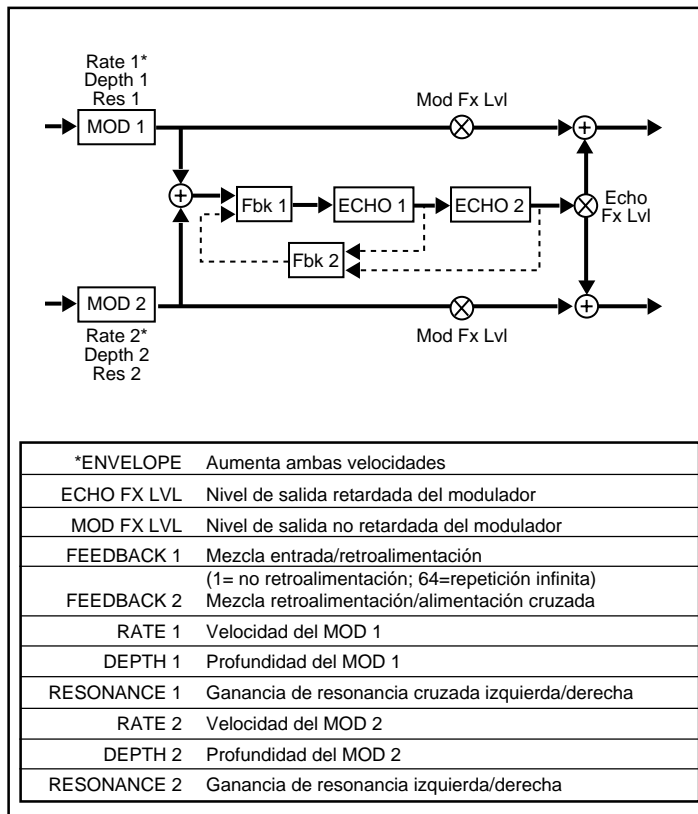 Rate 1*
Depth 1
Res 1
MOD 1
Mod Fx Lvl
+
+
Fbk 1
ECHO 1
ECHO 2
Echo
Fx Lvl
Fbk 2
MOD 2
+
Rate 2*
Depth 2
Res 2
Mod Fx Lvl
*ENVELOPE Aumenta ambas velocidades
ECHO FX LVL Nivel de salida retardada del modulador
MOD FX LVL Nivel de salida no retardada del modulador
FEEDBACK 1 Mezcla entrada/retroalimentación
(1= no retroalimentación; 64=repetición infinita)
FEEDBACK 2 Mezcla retroalimentación/alimentación cruzada
RATE 1 Velocidad del MOD 1
DEPTH 1 Profundidad del MOD 1
RESONANCE 1 Ganancia de resonancia cruzada izquierda/derecha
RATE 2 Velocidad del MOD 2
DEPTH 2 Profundidad del MOD 2
RESONANCE 2 Ganancia de resonancia izquierda/derecha